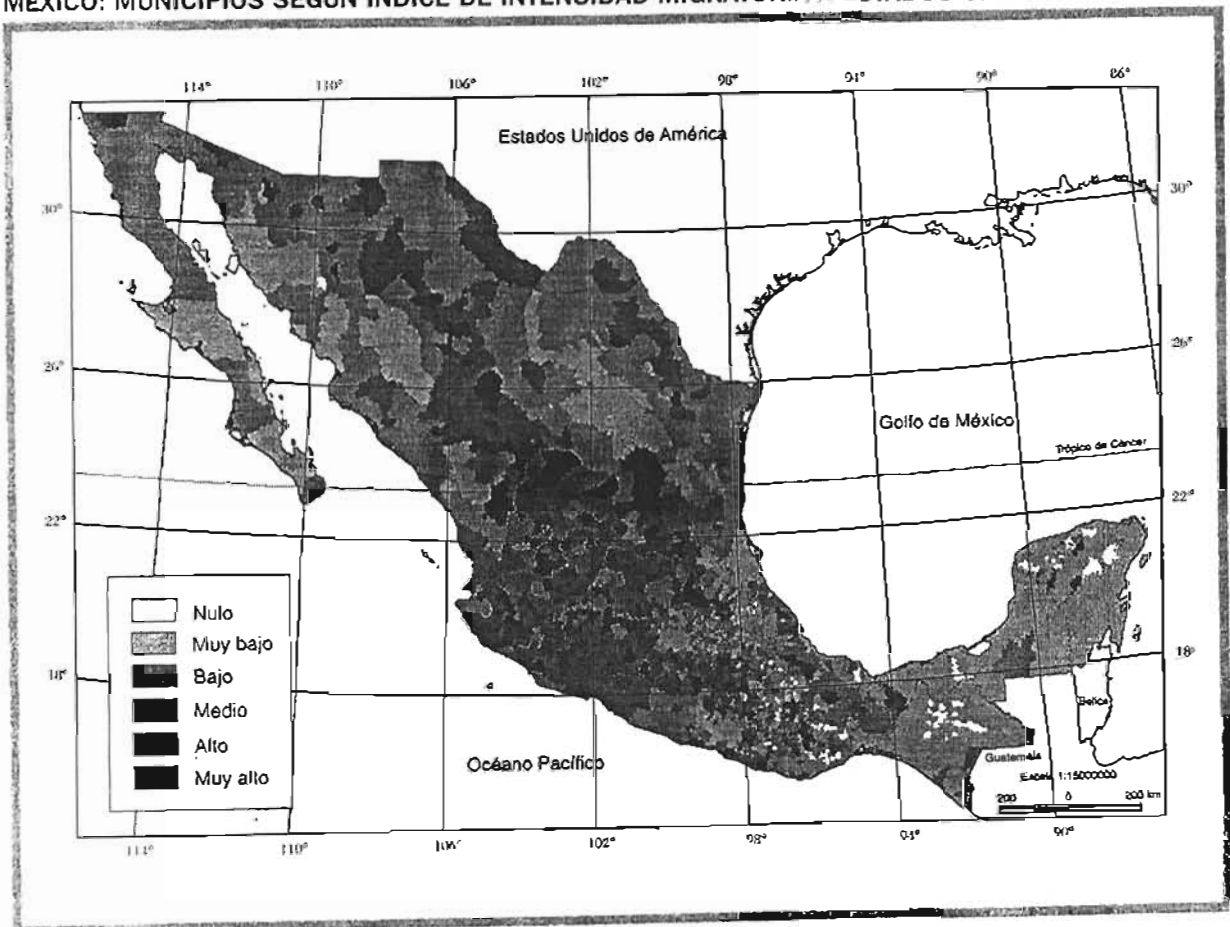 MÉXICO: MUNICIPIOS SEGÚN ÍNDICE DE INTENSIDAD
114° 110° 106° 102° 98° 94° 90° 86°
Estados Unidos de América
30° 30°
26° 26°
Golfo de México
Trópico de Cáncer
22° 22°
Nulo
Muy bajo
Bajo
Medio
Alto
Muy alto
18° 18°
Belice
Océano Pacífico
Guatemala
Escala 1:15000000
200 0 200 km
114° 110° 106° 102° 98° 94° 90°